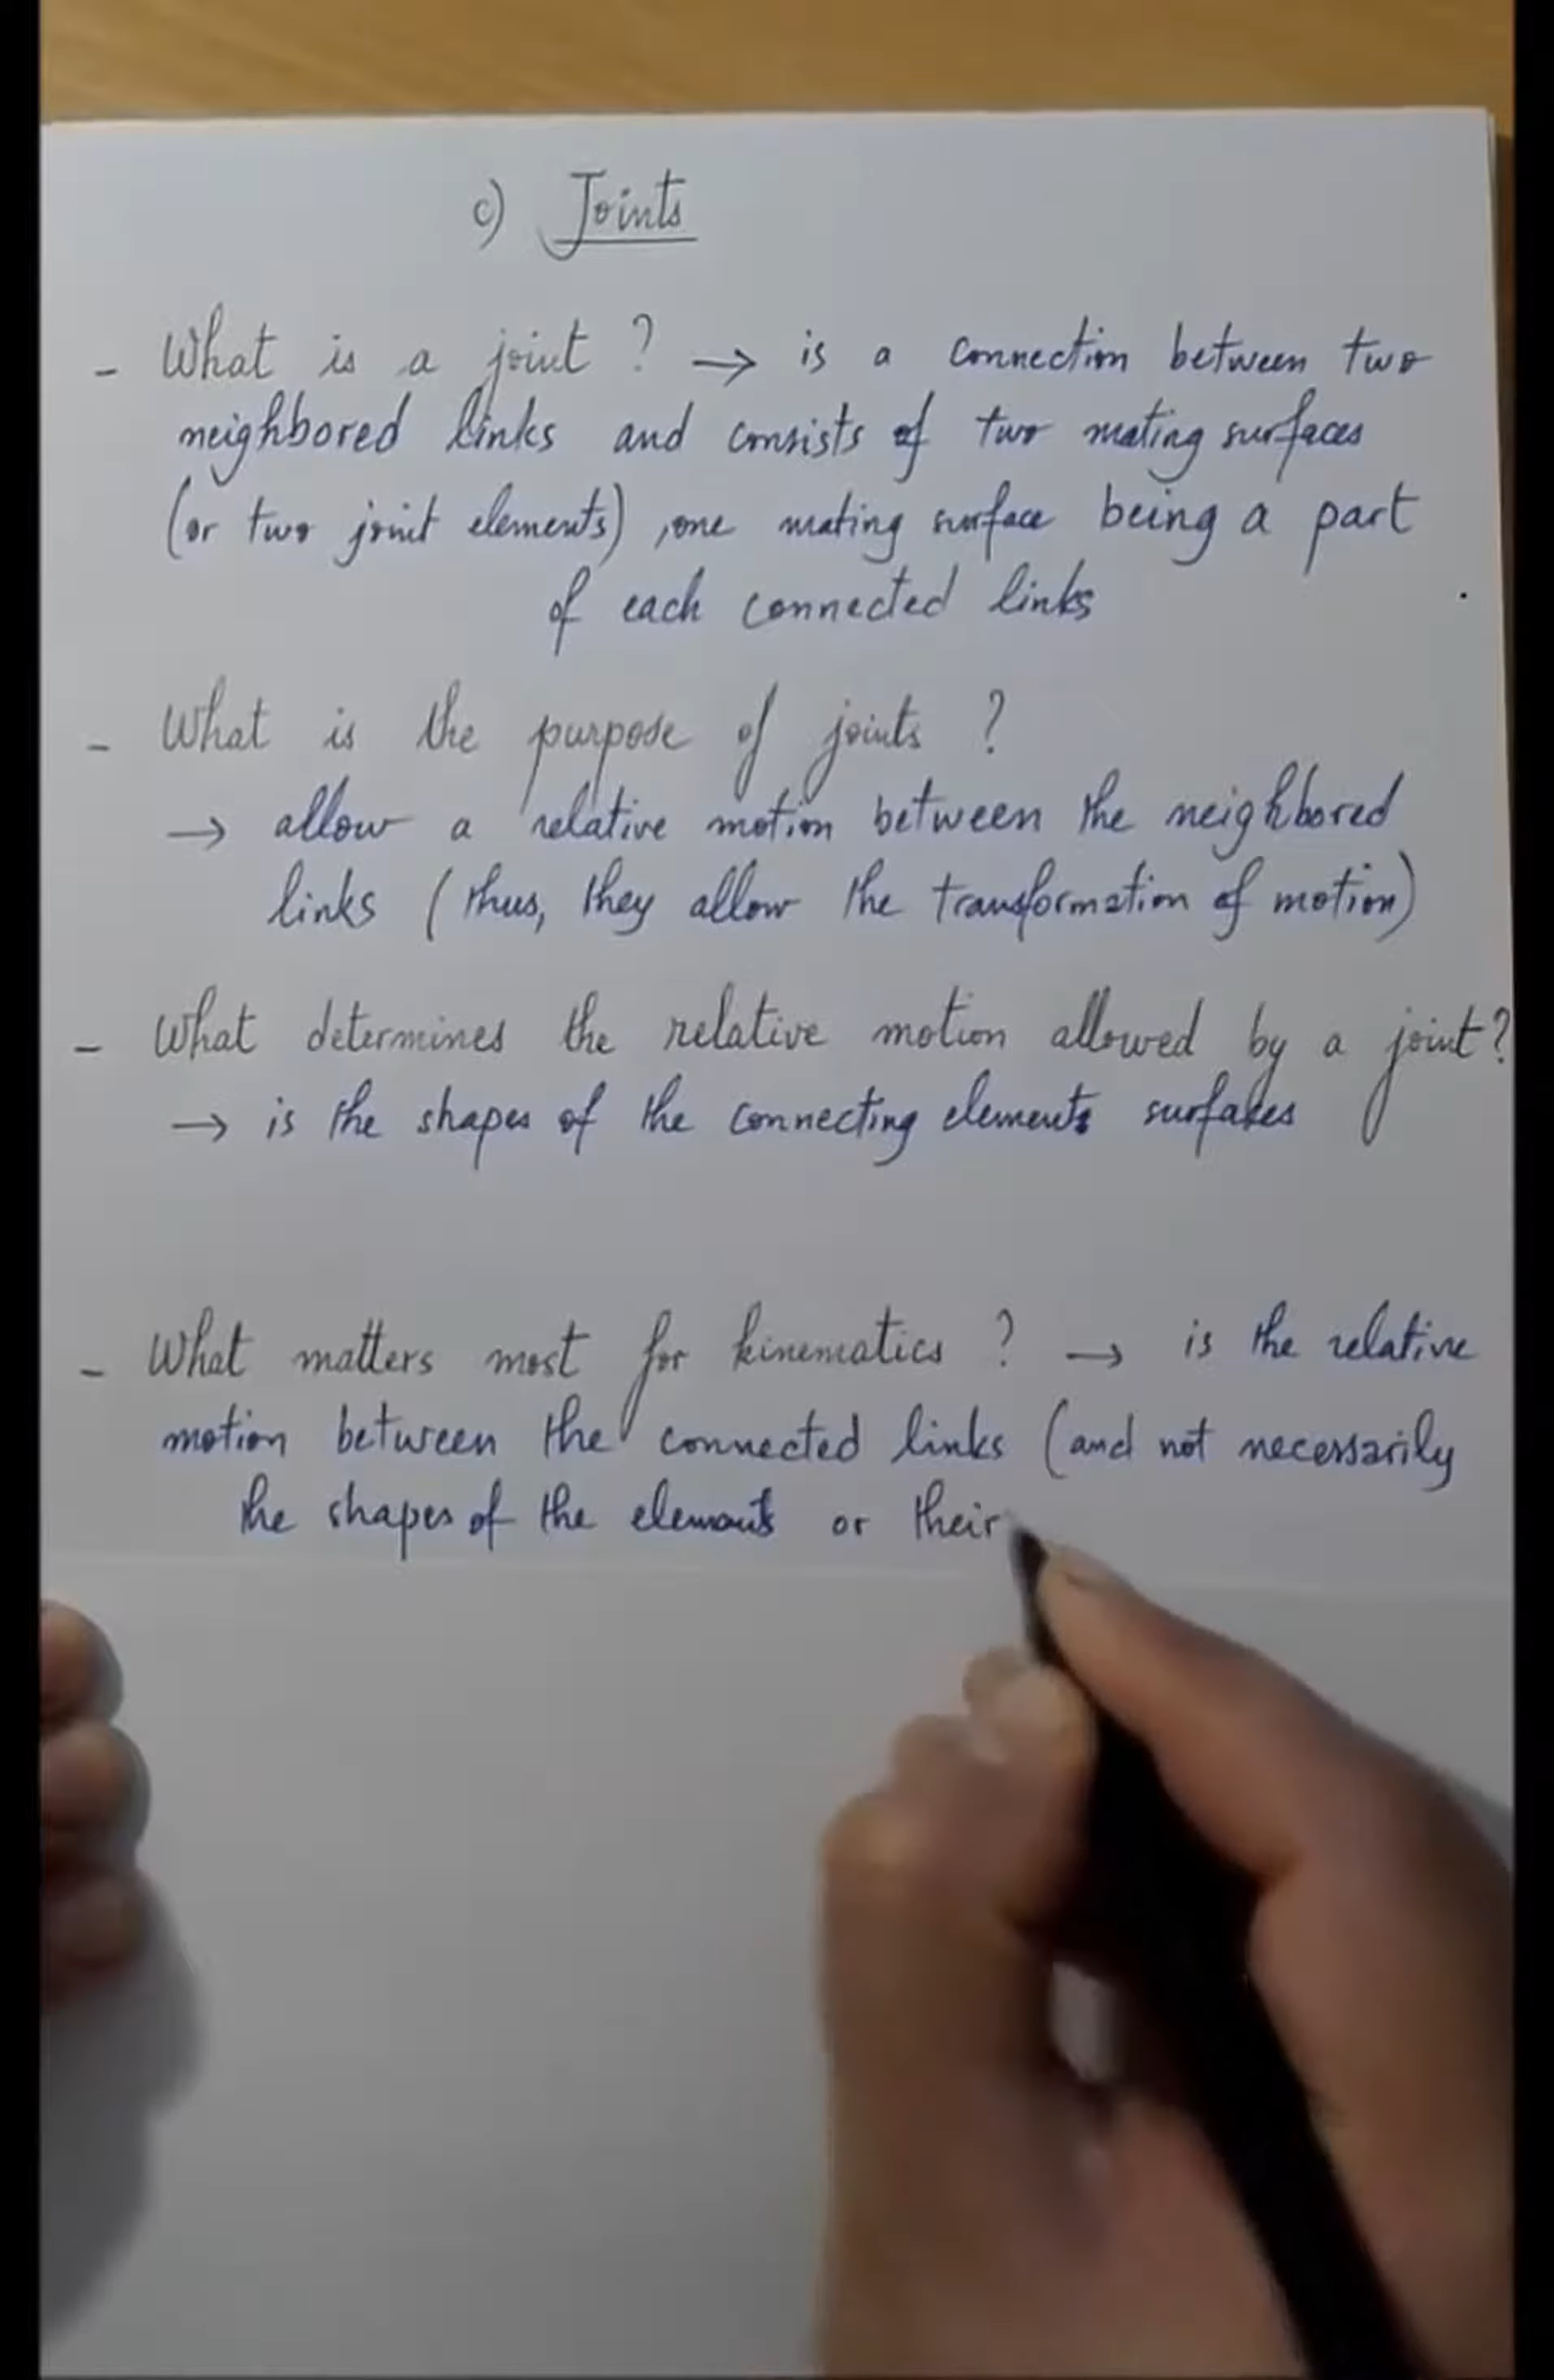 c) Joints
- What is a joint ? → is a connection between two
neighbored links and consists of two mating surfaces
(or two joint elements), one mating surface being a part
of each connected links
- What is the purpose of joints ?
→ allow a relative motion between the neighbored
links (thus, they allow the transformation of motion)
- What determines the relative motion allowed by a joint?
→ is the shapes of the connecting elements surfaces
- What matters most for kinematics ? → is the relative
motion between the connected links (and not necessarily
the shapes of the elements or their